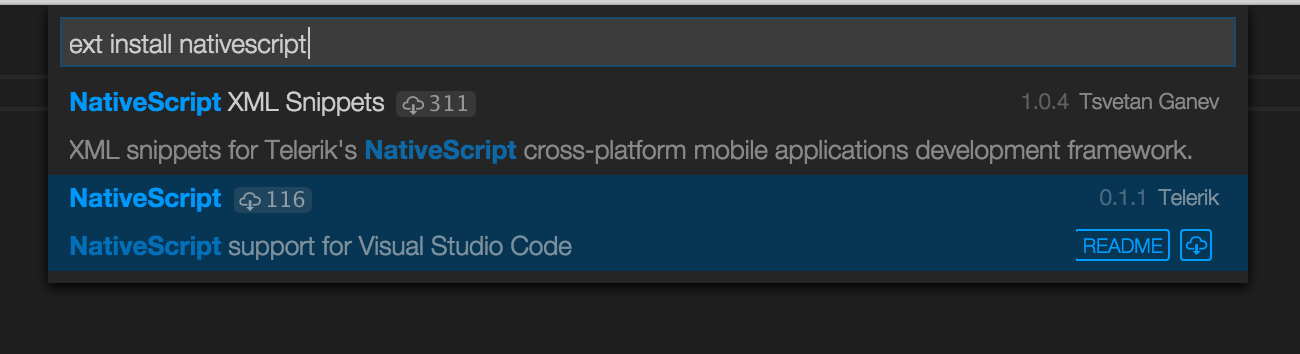 ext install nativescript
NativeScript XML Snippets 311 1.0.4 Tsvetan Ganev
XML snippets for Telerik's NativeScript cross-platform mobile applications development framework.
NativeScript 116 0.1.1 Telerik
NativeScript support for Visual Studio Code README